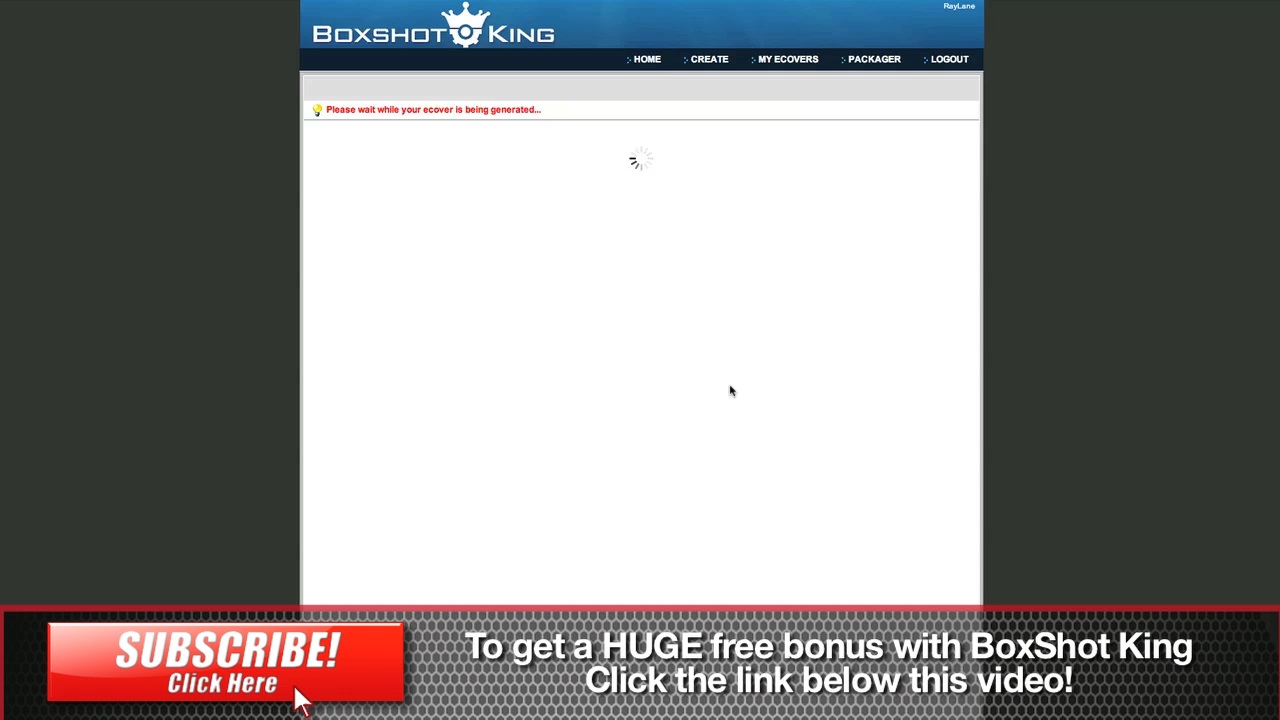 RayLane
BOXSHOT KING
HOME CREATE MY ECOVERS PACKAGER LOGOUT
Please wait while your ecover is being generated...
SUBSCRIBE!
Click Here
To get a HUGE free bonus with BoxShot King
Click the link below this video!